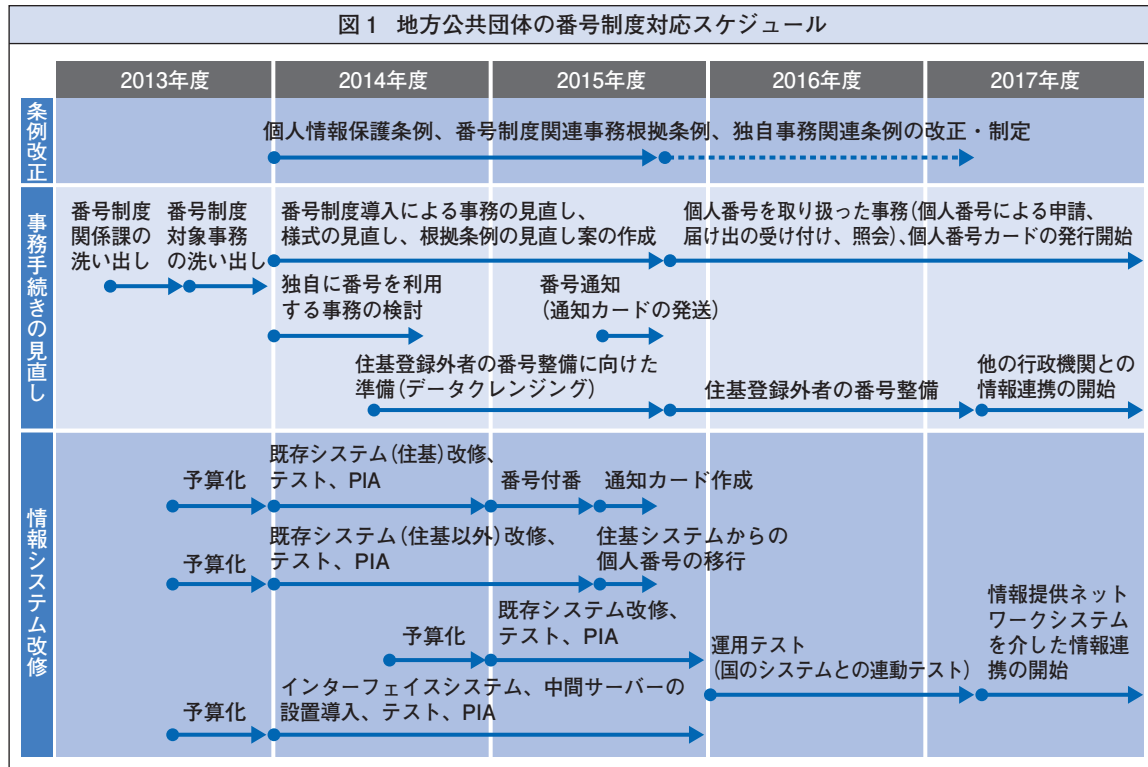 図1 地方公共団体の番号制度対応スケジュール
2013年度
2014年度
2015年度
2016年度
2017年度
条例改正
個人情報保護条例、番号制度関連事務根拠条例、独自事務関連条例の改正・制定
事務手続きの見直し
番号制度
関係課の
洗い出し
番号制度
対象事務
の洗い出し
番号制度導入による事務の見直し、
様式の見直し、根拠条例の見直し案の作成
個人番号を取り扱った事務(個人番号による申請、
届け出の受け付け、照会)、個人番号カードの発行開始
独自に番号を利用
する事務の検討
番号通知
(通知カードの発送)
住基登録外者の番号整備に向けた
準備(データクレンジング)
住基登録外者の番号整備
他の行政機関との
情報連携の開始
情報システム改修
予算化
既存システム(住基)改修、
テスト、PIA
番号付番
通知カード作成
予算化
既存システム(住基以外)改修、
テスト、PIA
住基システムからの
個人番号の移行
予算化
既存システム改修、
テスト、PIA
運用テスト
(国のシステムとの連動テスト)
情報提供ネット
ワークシステム
を介した情報連
携の開始
予算化
インターフェイスシステム、中間サーバーの
設置導入、テスト、PIA